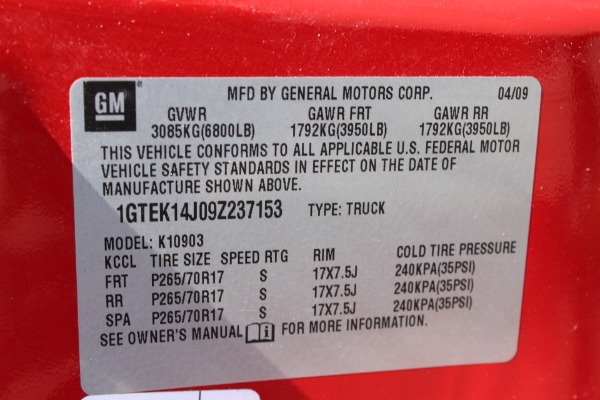 GM MFD BY GENERAL MOTORS CORP. 04/09
GVWR GAWR FRT GAWR RR
3085KG(6800LB) 1792KG(3950LB) 1792KG(3950LB)
THIS VEHICLE CONFORMS TO ALL APPLICABLE U.S. FEDERAL MOTOR
VEHICLE SAFETY STANDARDS IN EFFECT ON THE DATE OF
MANUFACTURE SHOWN ABOVE.
1GTEK14J09Z237153 TYPE: TRUCK
MODEL: K10903
KCCL TIRE SIZE SPEED RTG RIM COLD TIRE PRESSURE
FRT P265/70R17 S 17X7.5J 240KPA(35PSI)
RR P265/70R17 S 17X7.5J 240KPA(35PSI)
SPA P265/70R17 S 17X7.5J 240KPA(35PSI)
SEE OWNER'S MANUAL FOR MORE INFORMATION.